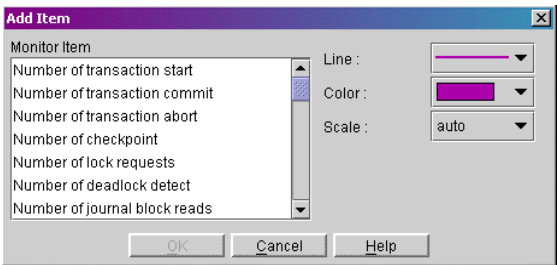 Add Item
Monitor Item
Number of transaction start
Number of transaction commit
Number of transaction abort
Number of checkpoint
Number of lock requests
Number of deadlock detect
Number of journal block reads
Line :
Color :
Scale :
auto
OK
Cancel
Help